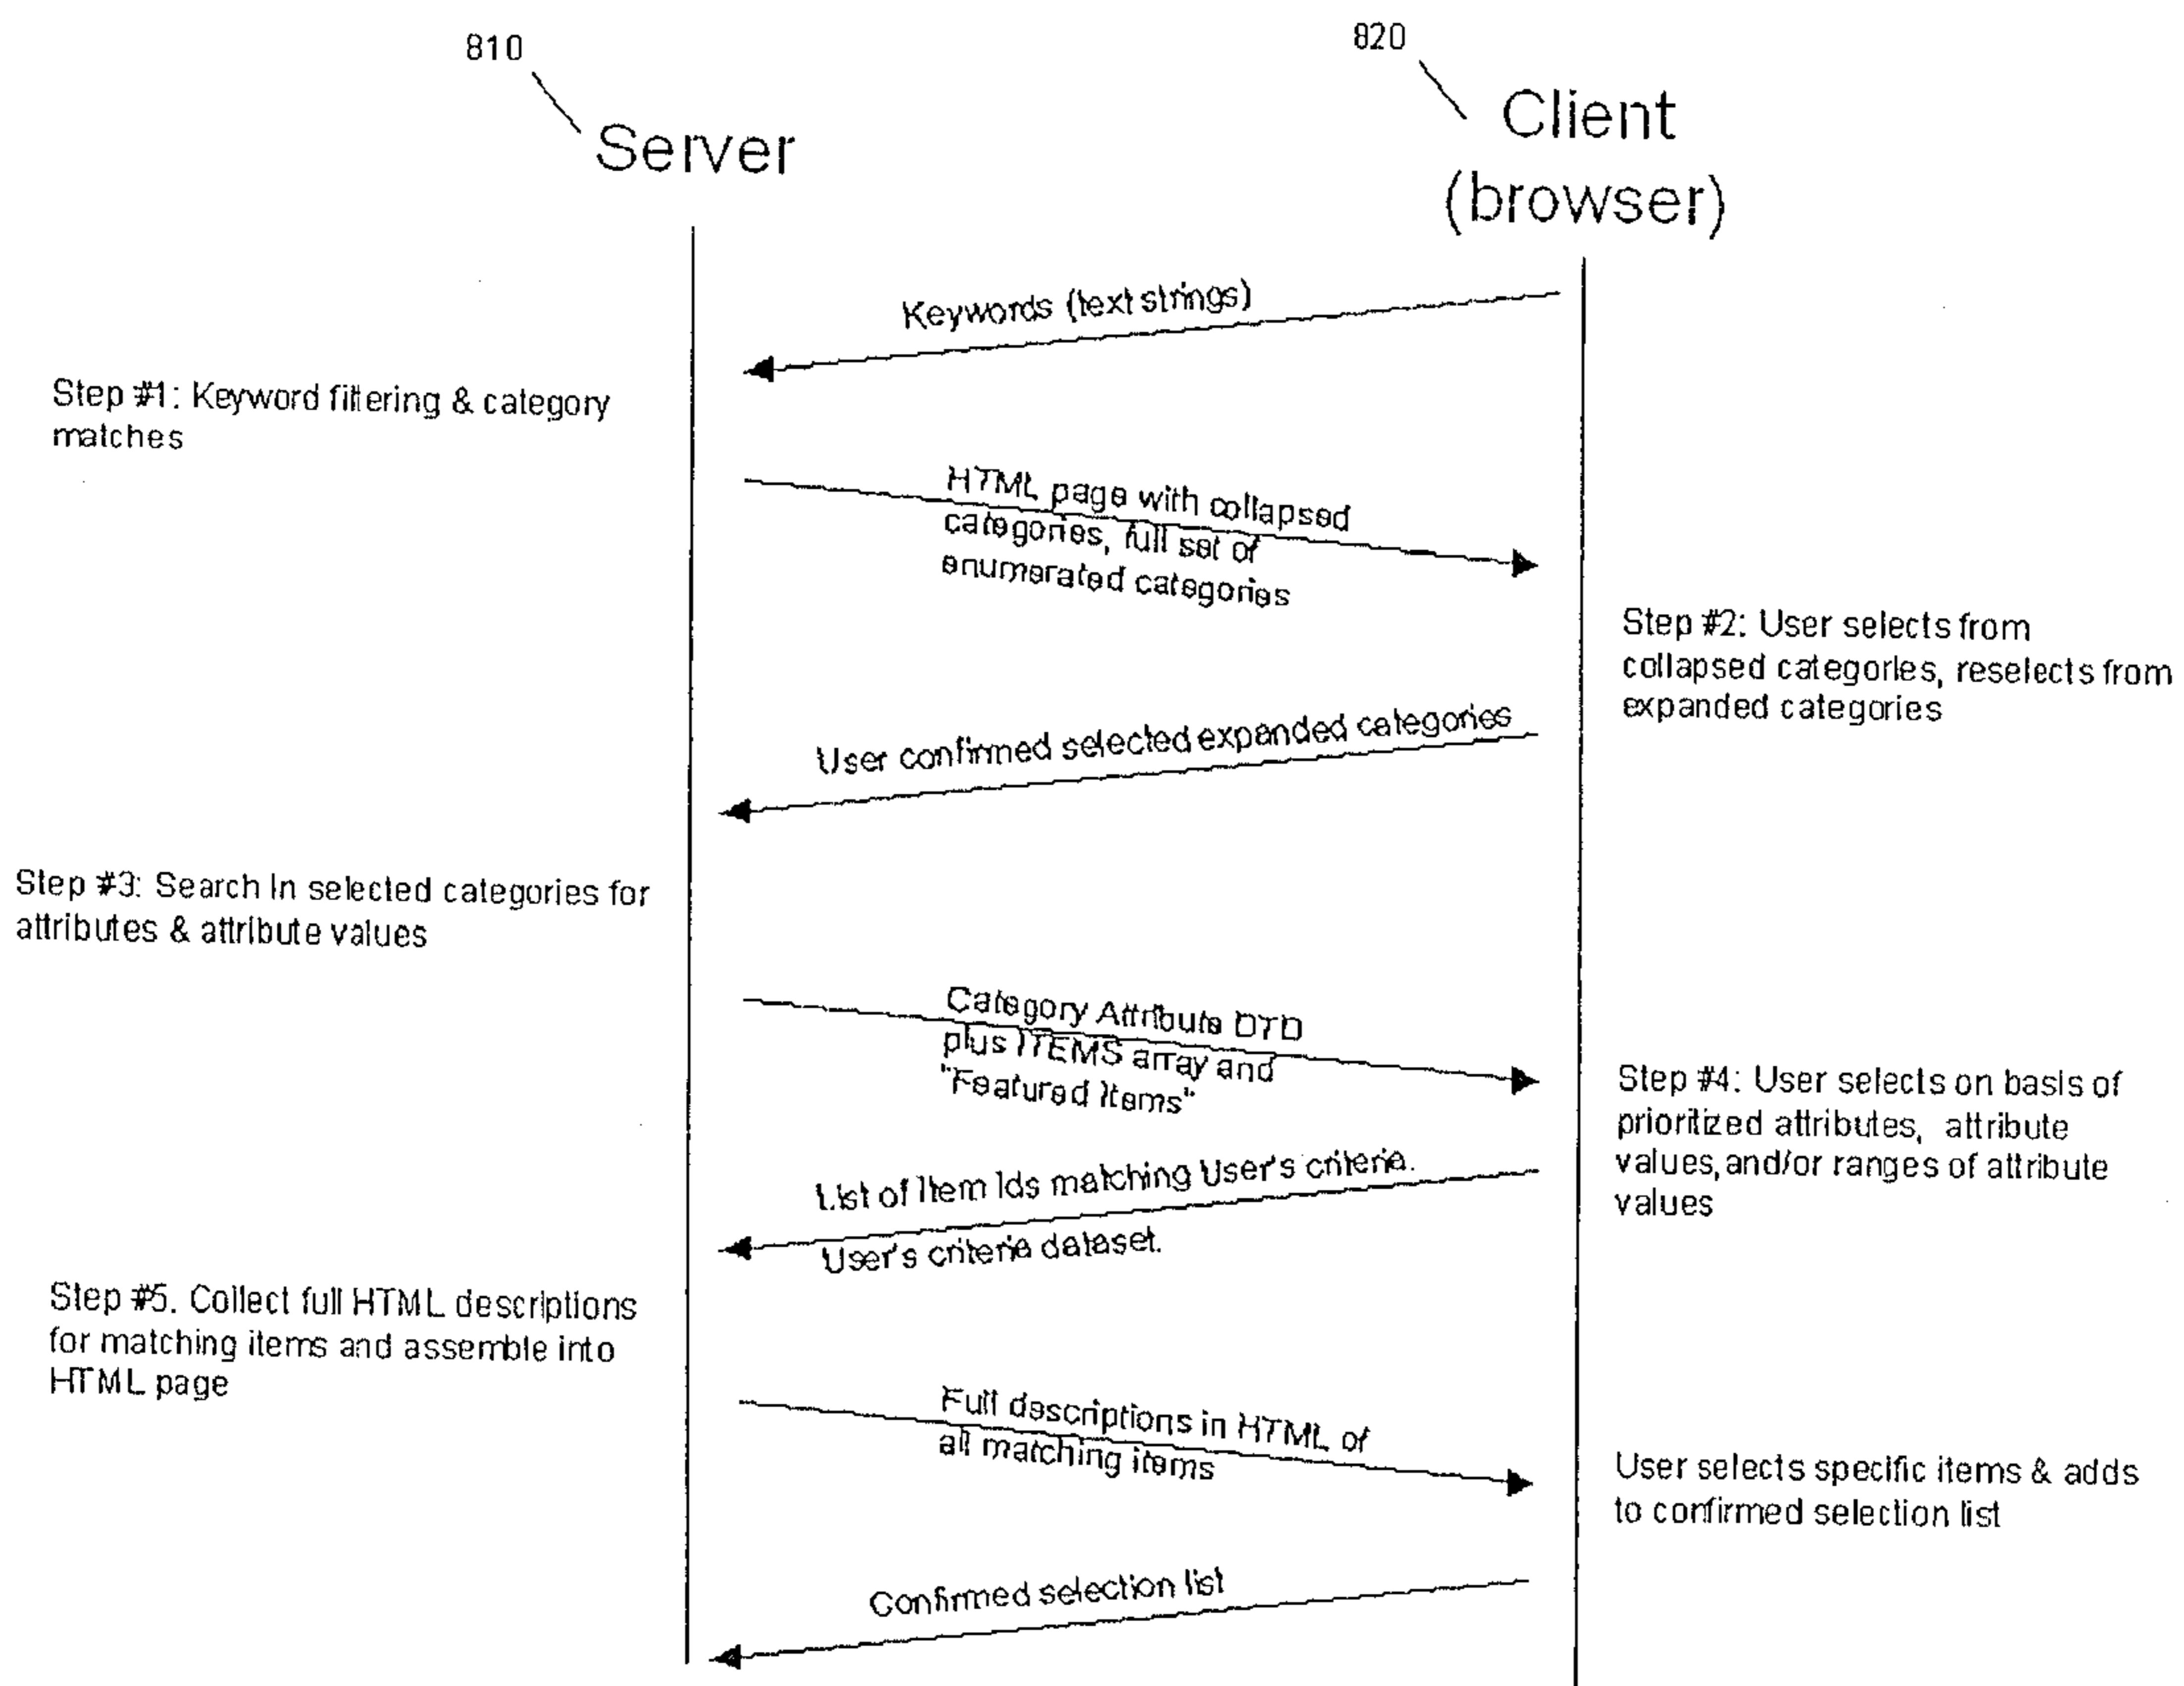 810
820
Server
Client
(browser)
Keywords (text strings)
Step #1: Keyword filtering & category
matches
HTML page with collapsed
categories, full set of
enumerated categories
Step #2: User selects from
collapsed categories, reselects from
expanded categories
User confirmed selected expanded categories
Step #3: Search In selected categories for
attributes & attribute values
Category Attribute DTD
plus ITEMS array and
"Featured Items"
Step #4: User selects on basis of
prioritized attributes, attribute
values,and/or ranges of attribute
values
List of Item Ids matching User's criteria.
User's criteria dataset.
Step #5. Collect full HTML descriptions
for matching items and assemble into
HTML page
Full descriptions in HTML of
all matching items
User selects specific items & adds
to confirmed selection list
Confirmed selection list